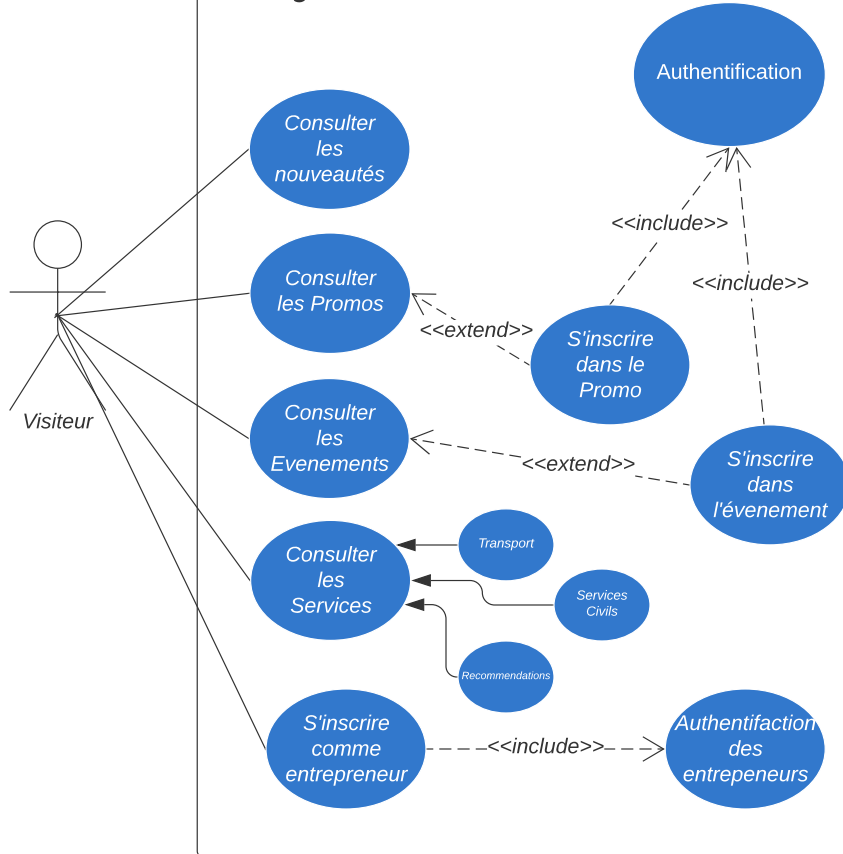 Authentification
Consulter
les
nouveautés
<<include>>
Consulter
les Promos
<<include>>
<<extend>>
S'inscrire
dans le
Promo
Visiteur
Consulter
les
Evenements
<<extend>>
S'inscrire
dans
l'évenement
Consulter
les
Services
Transport
Services
Civils
Recommendations
S'inscrire
comme
entrepreneur
<<include>>
Authentifaction
des
entrepeneurs